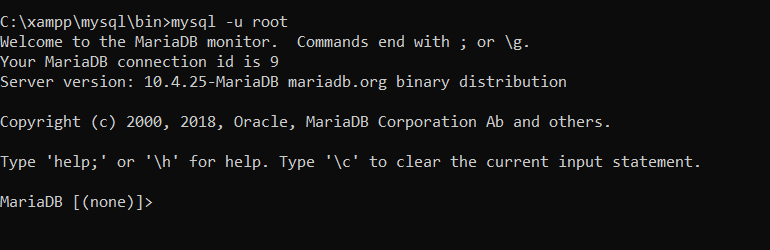 C:\xampp\mysql\bin>mysql -u root
Welcome to the MariaDB monitor.  Commands end with ; or \g.
Your MariaDB connection id is 9
Server version: 10.4.25-MariaDB mariadb.org binary distribution
Copyright (c) 2000, 2018, Oracle, MariaDB Corporation Ab and others.
Type 'help;' or '\h' for help. Type '\c' to clear the current input statement.
MariaDB [(none)]>